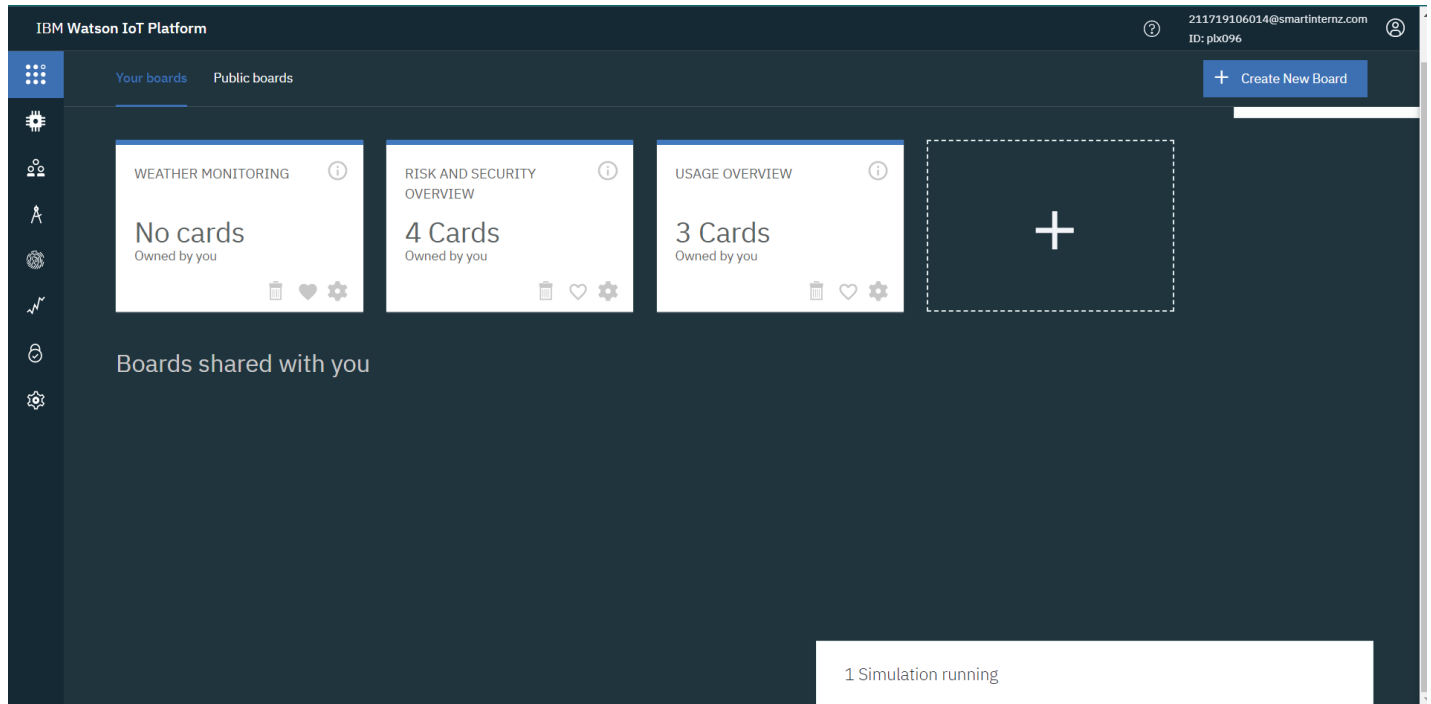 IBM Watson IoT Platform
211719106014@smartinternz.com
ID: plx096
Your boards
Public boards
Create New Board
WEATHER MONITORING
No cards
Owned by you
RISK AND SECURITY
OVERVIEW
4 Cards
Owned by you
USAGE OVERVIEW
3 Cards
Owned by you
Boards shared with you
1 Simulation running